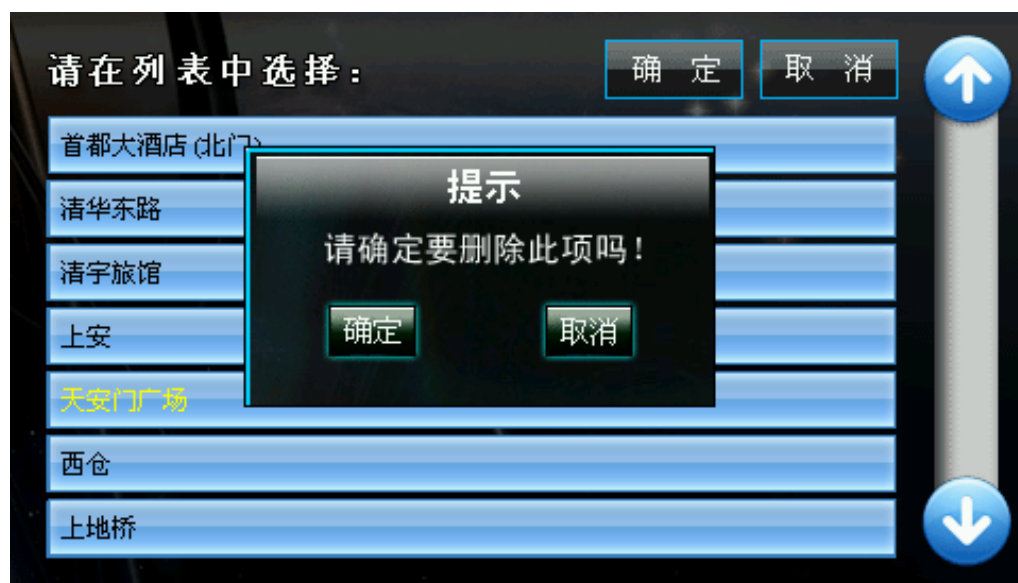 请在列表中选择：
确 定
取 消
首都大酒店(北门)
清华东路
清宇旅馆
上安
天安门广场
西仓
上地桥
提示
请确定要删除此项吗！
确定
取消